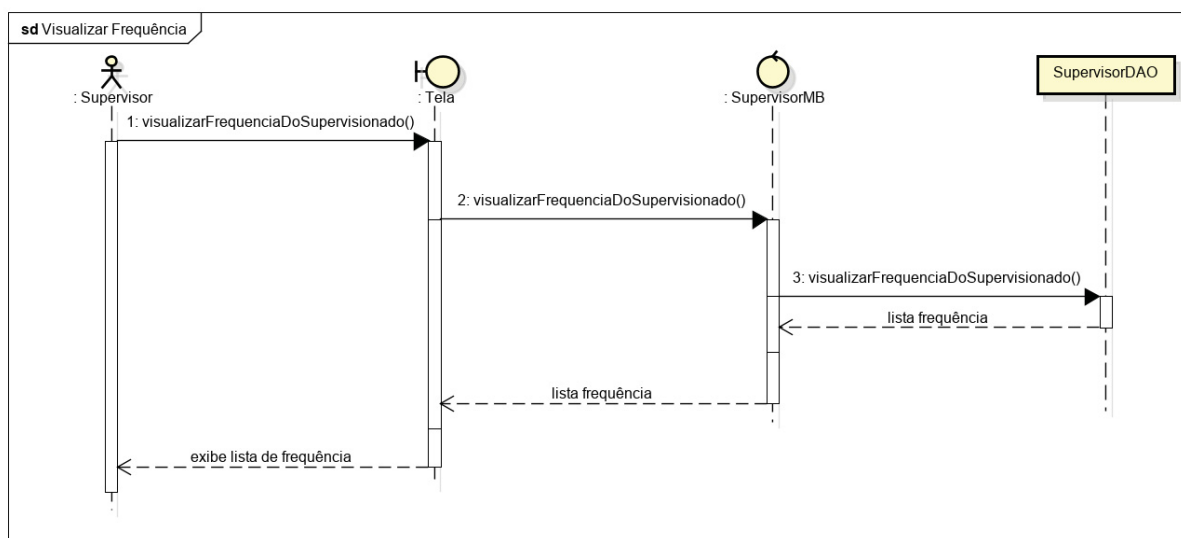 sd Visualizar Frequência
: Supervisor
: Tela
: SupervisorMB
SupervisorDAO
1: visualizarFrequenciaDoSupervisionado()
2: visualizarFrequenciaDoSupervisionado()
3: visualizarFrequenciaDoSupervisionado()
lista frequência
lista frequência
exibe lista de frequência